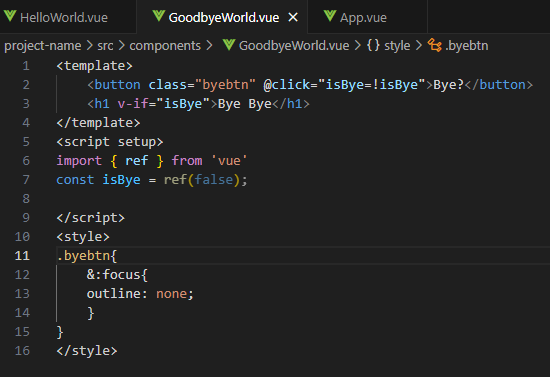 HelloWorld.vue GoodbyeWorld.vue App.vue
project-name > src > components > GoodbyeWorld.vue > {} style > .byebtn
1 <template>
2     <button class="byebtn" @click="isBye=!isBye">Bye?</button>
3     <h1 v-if="isBye">Bye Bye</h1>
4 </template>
5 <script setup>
6 import { ref } from 'vue'
7 const isBye = ref(false);
8
9 </script>
10 <style>
11 .byebtn{
12     &:focus{
13     outline: none;
14     }
15 }
16 </style>